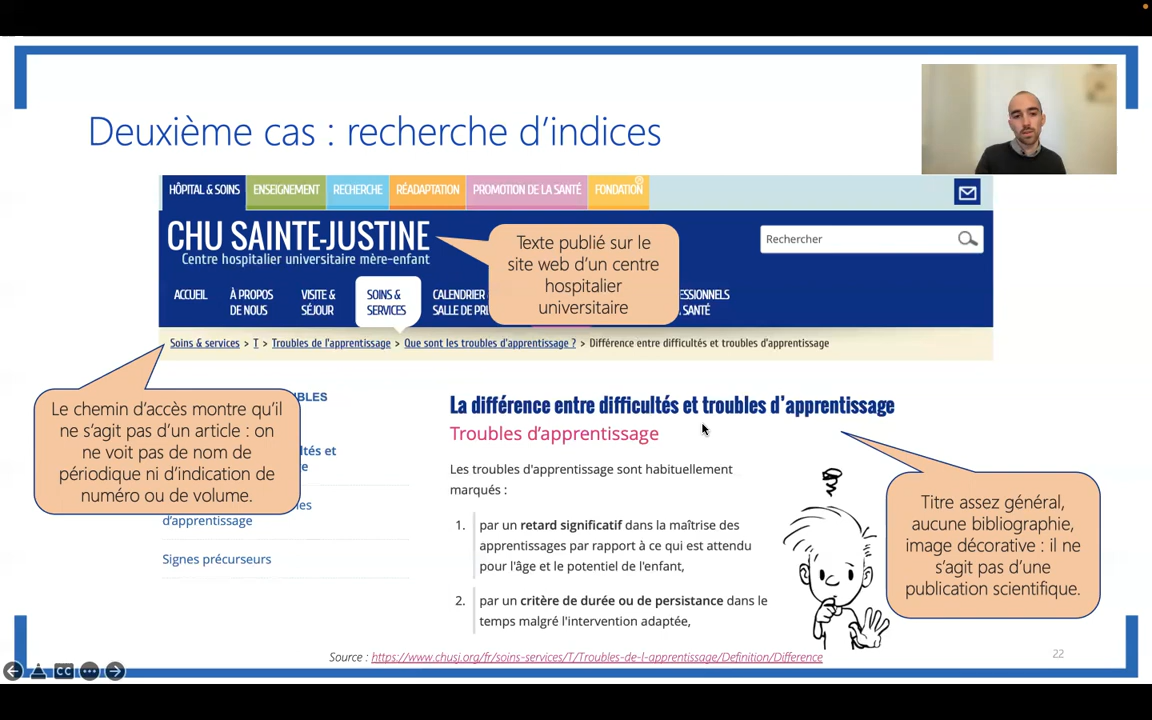 Deuxième cas : recherche d’indices
HÔPITAL & SOINS
ENSEIGNEMENT
RECHERCHE
RÉADAPTATION
PROMOTION DE LA SANTÉ
FONDATION
CHU SAINTE-JUSTINE
Centre hospitalier universitaire mère-enfant
Rechercher
Texte publié sur le
site web d’un centre
hospitalier
universitaire
ACCUEIL
À PROPOS
DE NOUS
VISITE &
SÉJOUR
SOINS &
SERVICES
CALENDRIER
SALLE DE
SANTÉ
Soins & services > T > Troubles de l'apprentissage > Que sont les troubles d'apprentissage ? > Différence entre difficultés et troubles d'apprentissage
Le chemin d’accès montre qu’il
ne s’agit pas d’un article : on
ne voit pas de nom de
périodique ni d’indication de
numéro ou de volume.
d'apprentissage
Signes précurseurs
La différence entre difficultés et troubles d'apprentissage
Troubles d’apprentissage
Les troubles d'apprentissage sont habituellement
marqués :
1. par un retard significatif dans la maîtrise des
apprentissages par rapport à ce qui est attendu
pour l'âge et le potentiel de l'enfant,
2. par un critère de durée ou de persistance dans le
temps malgré l'intervention adaptée,
Titre assez général,
aucune bibliographie,
image décorative : il ne
s’agit pas d’une
publication scientifique.
Source : https://www.chusj.org/fr/soins-services/T/Troubles-de-l-apprentissage/Definition/Difference
22
CC